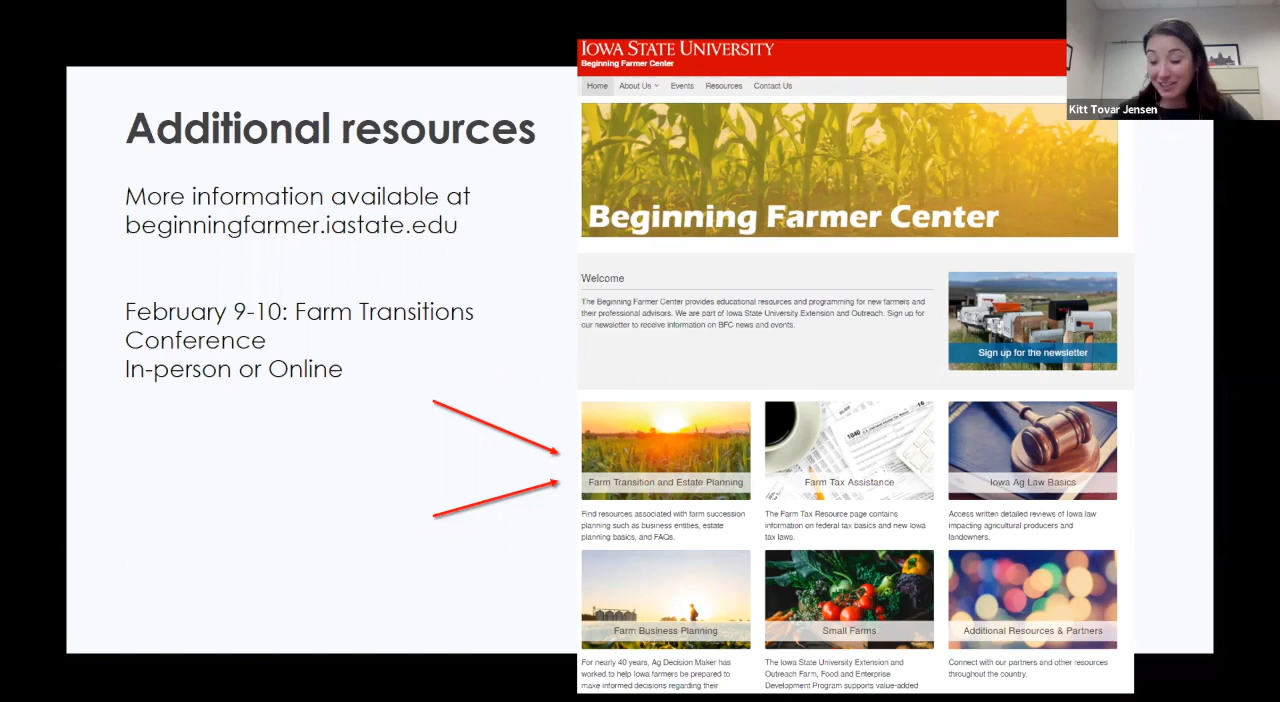 Additional resources
More information available at
beginningfarmer.iastate.edu
February 9-10: Farm Transitions
Conference
In-person or Online
IOWA STATE UNIVERSITY
Beginning Farmer Center
Home About Us Events Resources Contact Us
Kitt Tovar Jensen
Beginning Farmer Center
Welcome
The Beginning Farmer Center provides educational resources and programming for new farmers and
their professional advisors. We are part of Iowa State University Extension and Outreach. Sign up for
our newsletter to receive information on BFC news and events.
Sign up for the newsletter
1040
Farm Transition and Estate Planning
Farm Tax Assistance
Iowa Ag Law Basics
Find resources associated with farm succession
planning such as business entities, estate
planning basics, and FAQs.
The Farm Tax Resource page contains
information on federal tax basics and new Iowa
tax laws.
Access written detailed reviews of Iowa law
impacting agricultural producers and
landowners.
Farm Business Planning
Small Farms
Additional Resources & Partners
For nearly 40 years, Ag Decision Maker has
worked to help Iowa farmers be prepared to
make informed decisions regarding their
The Iowa State University Extension and
Outreach Farm, Food and Enterprise
Development Program supports value-added
Connect with our partners and other resources
throughout the country.